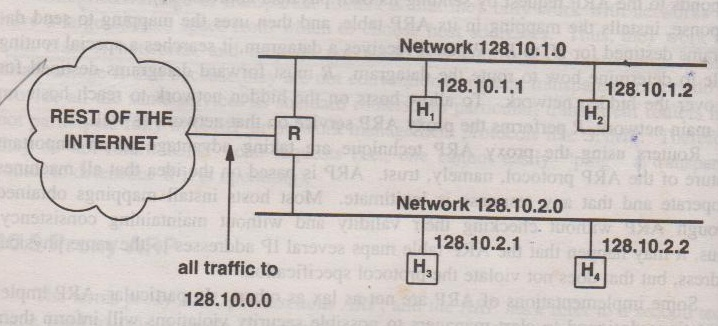 Network 128.10.1.0
128.10.1.1
128.10.1.2
H1
H2
REST OF THE
INTERNET
R
Network 128.10.2.0
128.10.2.1
128.10.2.2
H3
H4
all traffic to
128.10.0.0